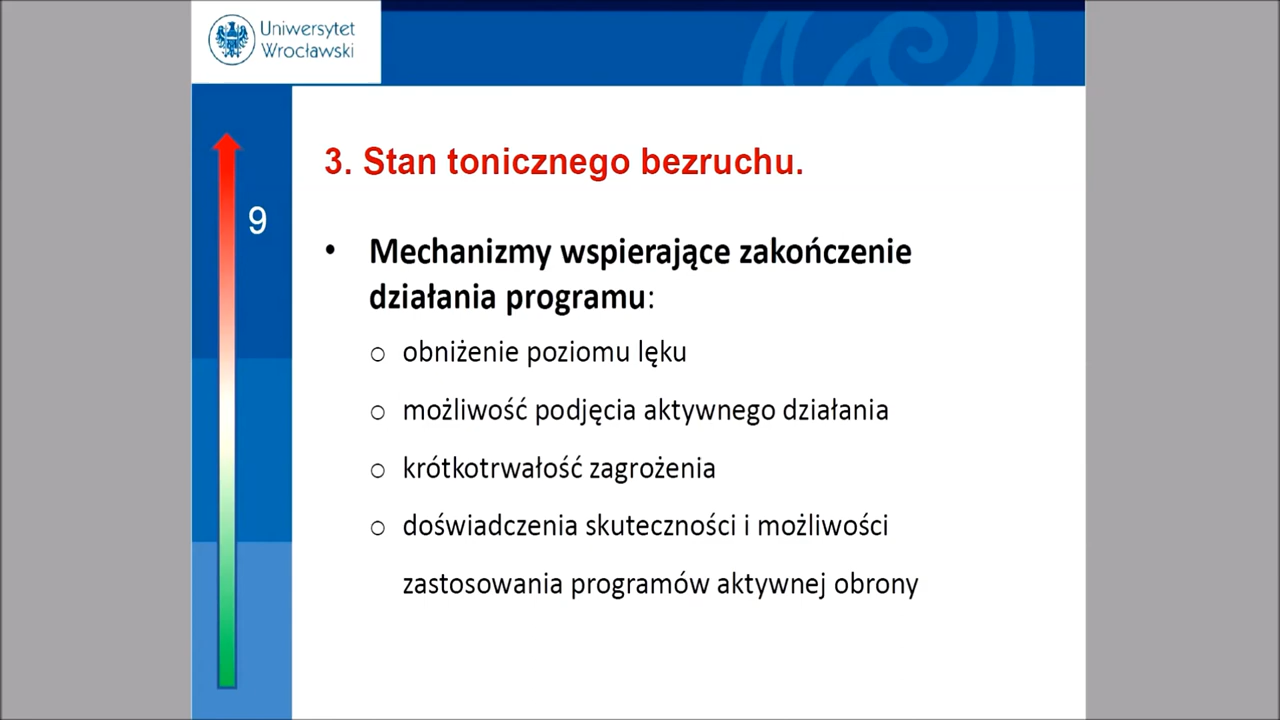 Uniwersytet
Wrocławski
9
3. Stan tonicznego bezruchu.
• Mechanizmy wspierające zakończenie
działania programu:
○ obniżenie poziomu lęku
○ możliwość podjęcia aktywnego działania
○ krótkotrwałość zagrożenia
○ doświadczenia skuteczności i możliwości
zastosowania programów aktywnej obrony